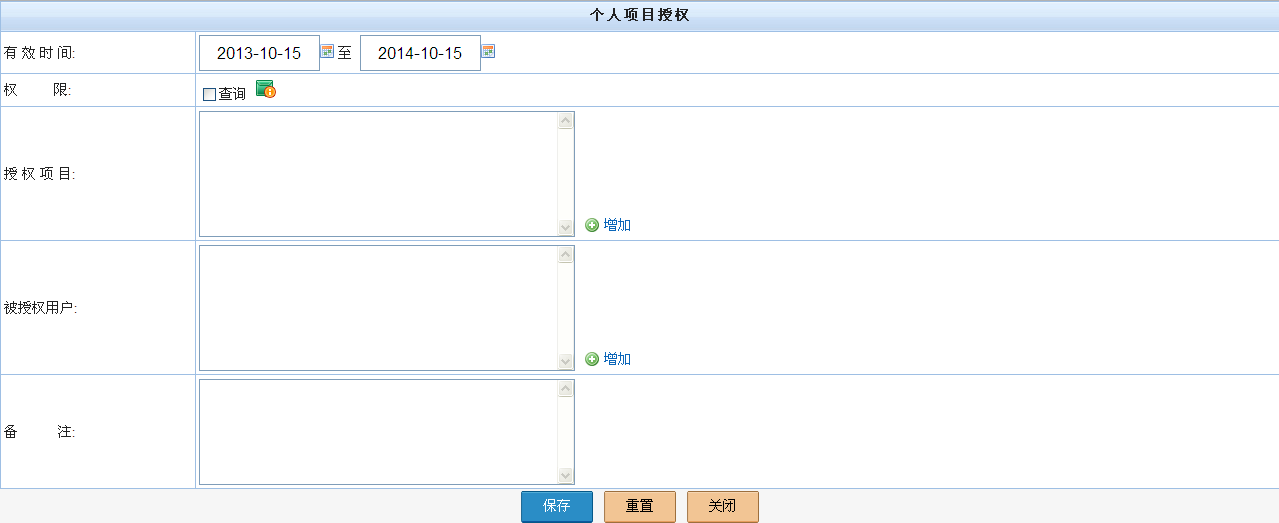 个人项目授权
有 效 时 间: 2013-10-15 至 2014-10-15
权 限: 查询
授 权 项 目:
增加
被授权用户:
增加
备 注:
保存 重置 关闭